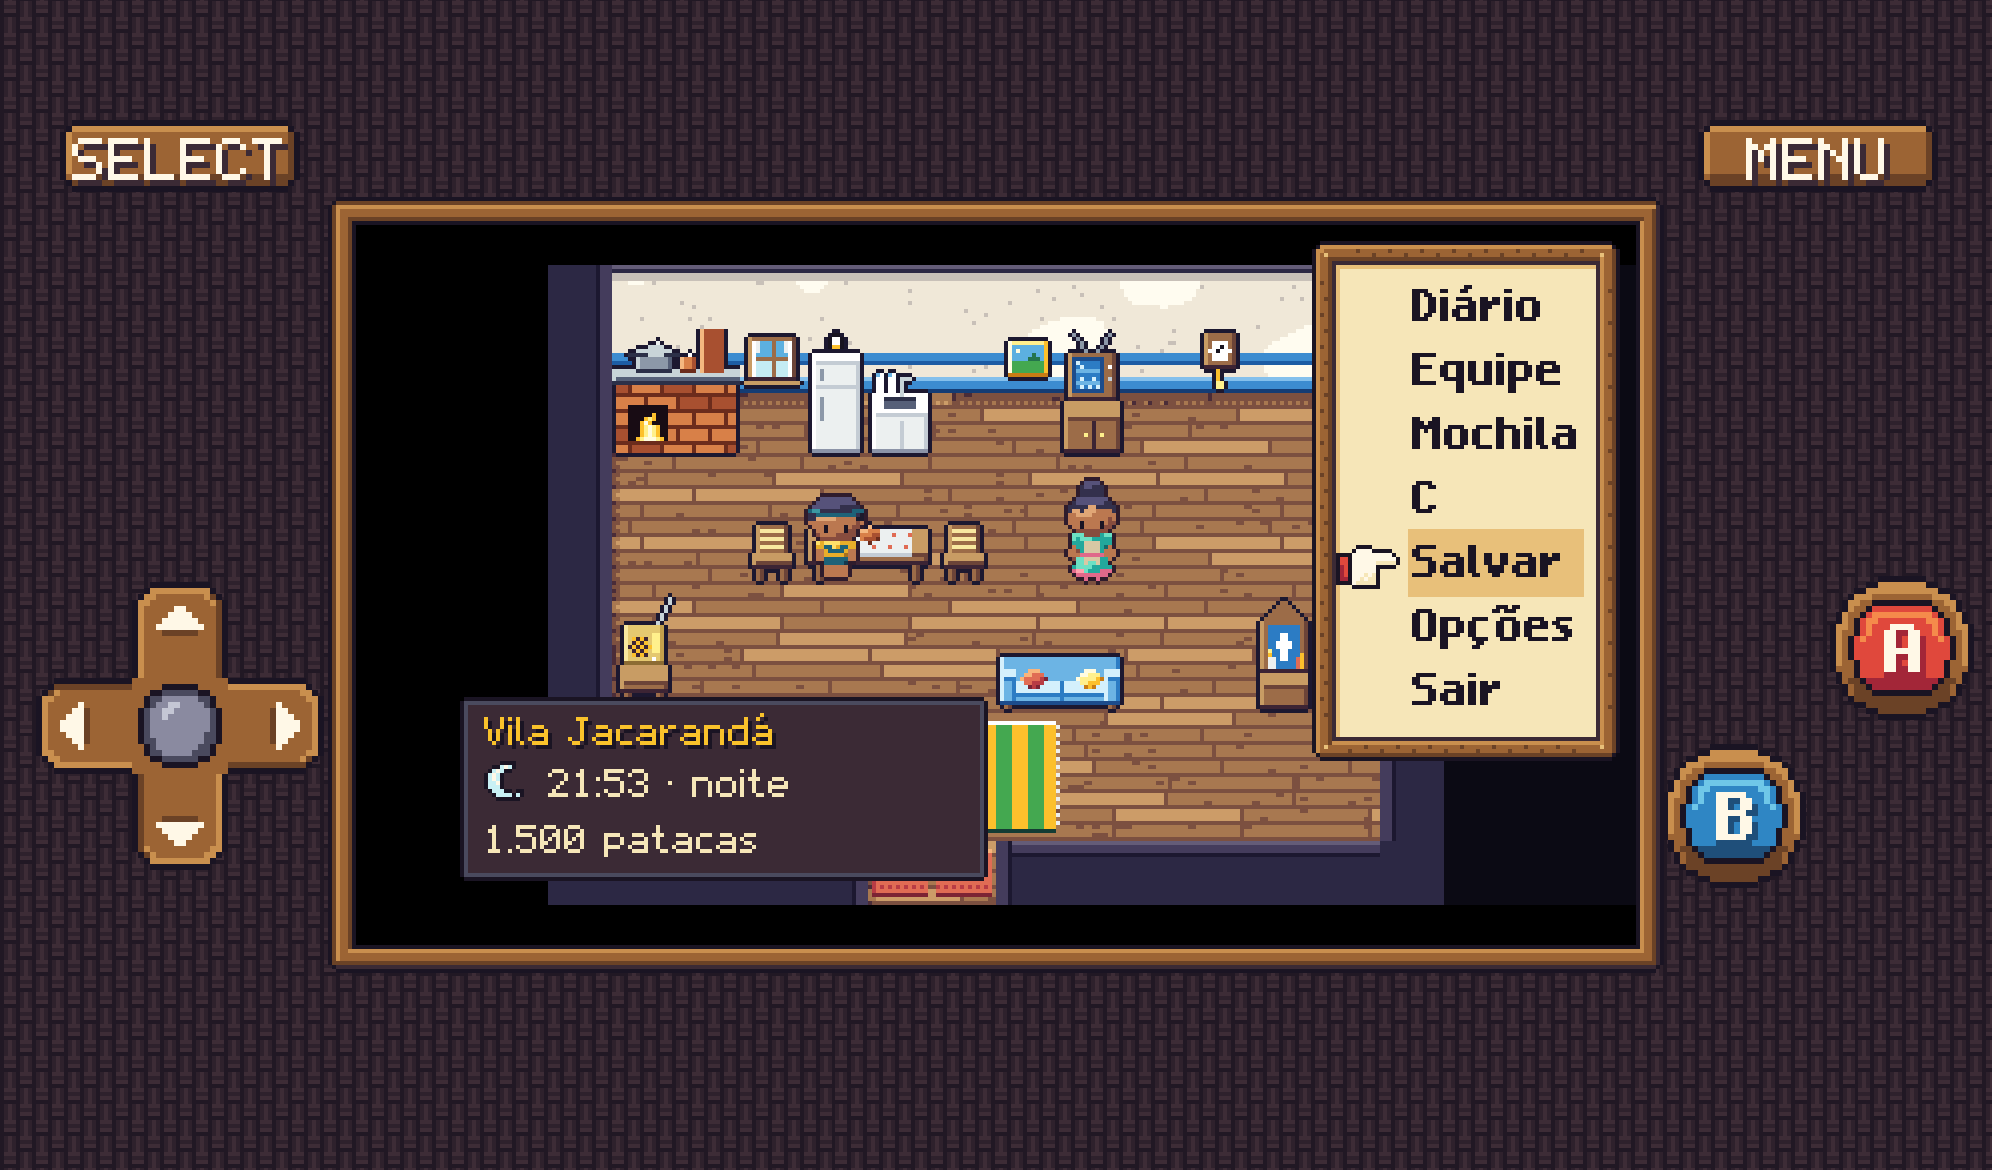 SELECT
MENU
Diário
Equipe
Mochila
C
Salvar
Opções
Sair
Vila Jacarandá
21:53 · noite
1.500 patacas
A
B